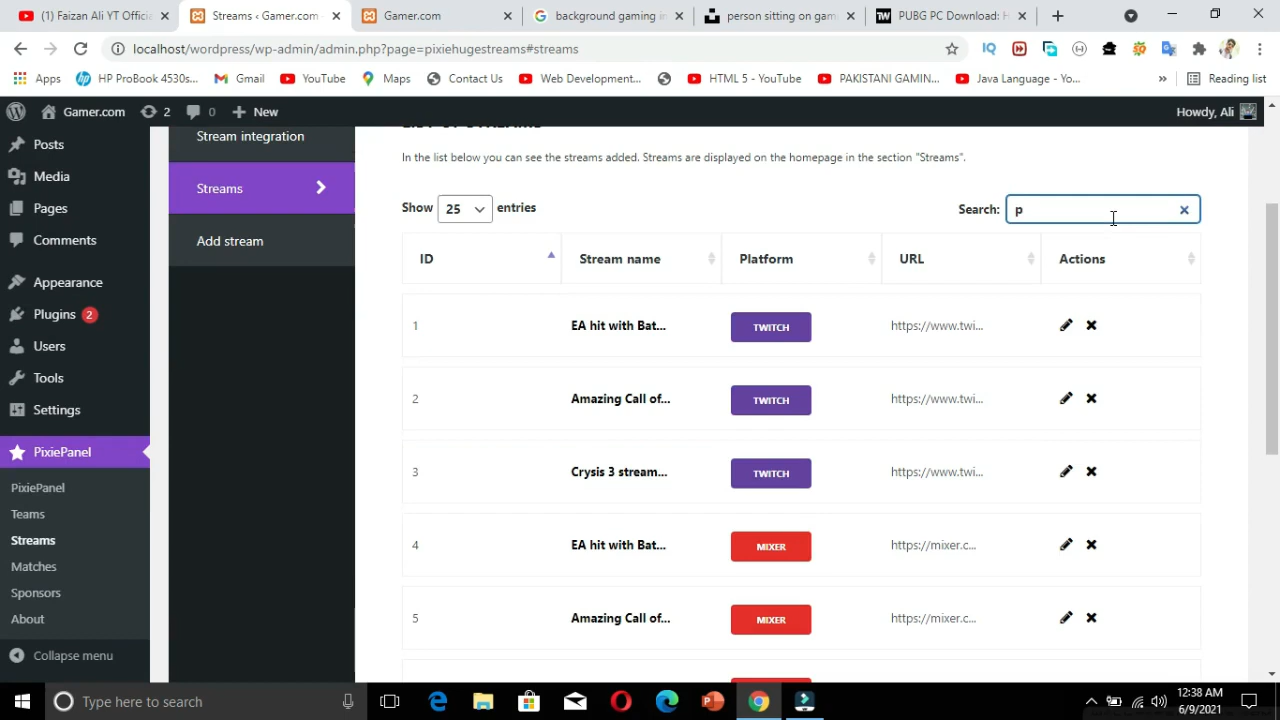 (1) Faizan Ali YT Offici
Streams ‹ Gamer.com -
Gamer.com
background gaming i
person sitting on gam
PUBG PC Download: H
localhost/wordpress/wp-admin/admin.php?page=pixiehugestreams#streams
Apps
HP ProBook 4530s...
Gmail
YouTube
Maps
Contact Us
Web Development...
HTML 5 - YouTube
PAKISTANI GAMIN...
Java Language - Yo...
»
Reading list
Gamer.com
2
0
New
Howdy, Ali
Posts
Media
Pages
Comments
Appearance
Plugins 2
Users
Tools
Settings
PixiePanel
PixiePanel
Teams
Streams
Matches
Sponsors
About
Collapse menu
Stream integration
Streams
Add stream
In the list below you can see the streams added. Streams are displayed on the homepage in the section "Streams".
Show 25 entries
Search: p
ID Stream name Platform URL Actions
1 EA hit with Bat... TWITCH https://www.twi...
2 Amazing Call of... TWITCH https://www.twi...
3 Crysis 3 stream... TWITCH https://www.twi...
4 EA hit with Bat... MIXER https://mixer.c...
5 Amazing Call of... MIXER https://mixer.c...
Type here to search
12:38 AM
6/9/2021